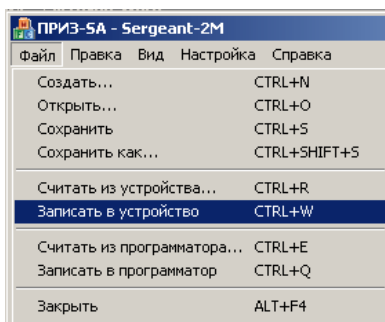 ПРИЗ-SA - Sergeant-2M
Файл Правка Вид Настройка Справка
Создать... CTRL+N
Открыть... CTRL+O
Сохранить CTRL+S
Сохранить как... CTRL+SHIFT+S
Считать из устройства... CTRL+R
Записать в устройство CTRL+W
Считать из программатора... CTRL+E
Записать в программатор CTRL+Q
Закрыть ALT+F4